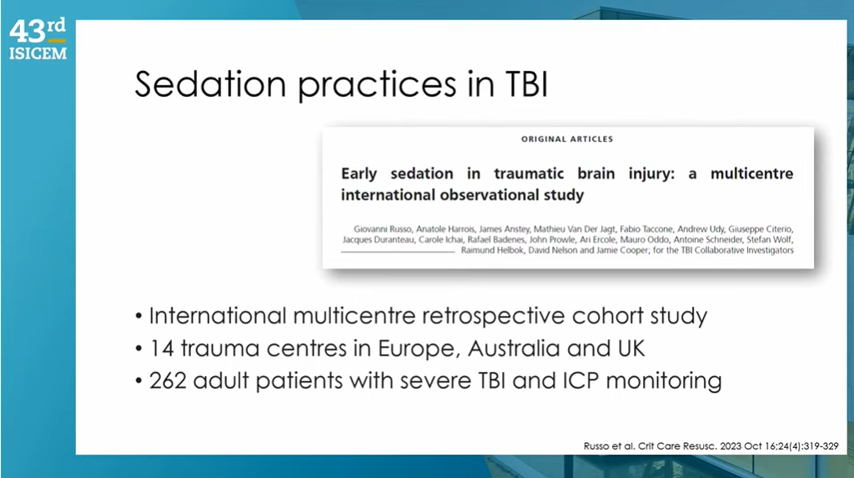 43rd
ISICEM
Sedation practices in TBI
ORIGINAL ARTICLES
Early sedation in traumatic brain injury: a multicentre
international observational study
Giovanni Russo, Anatole Harrois, James Anstey, Mathieu Van Der Jagt, Fabio Taccone, Andrew Udy, Giuseppe Citerio,
Jacques Duranteau, Carole Ichai, Rafael Badenes, John Prowle, Ari Ercole, Mauro Oddo, Antoine Schneider, Stefan Wolf,
Raimund Helbok, David Nelson and Jamie Cooper; for the TBI Collaborative Investigators
• International multicentre retrospective cohort study
• 14 trauma centres in Europe, Australia and UK
• 262 adult patients with severe TBI and ICP monitoring
Russo et al. Crit Care Resusc. 2023 Oct 16;24(4):319-329